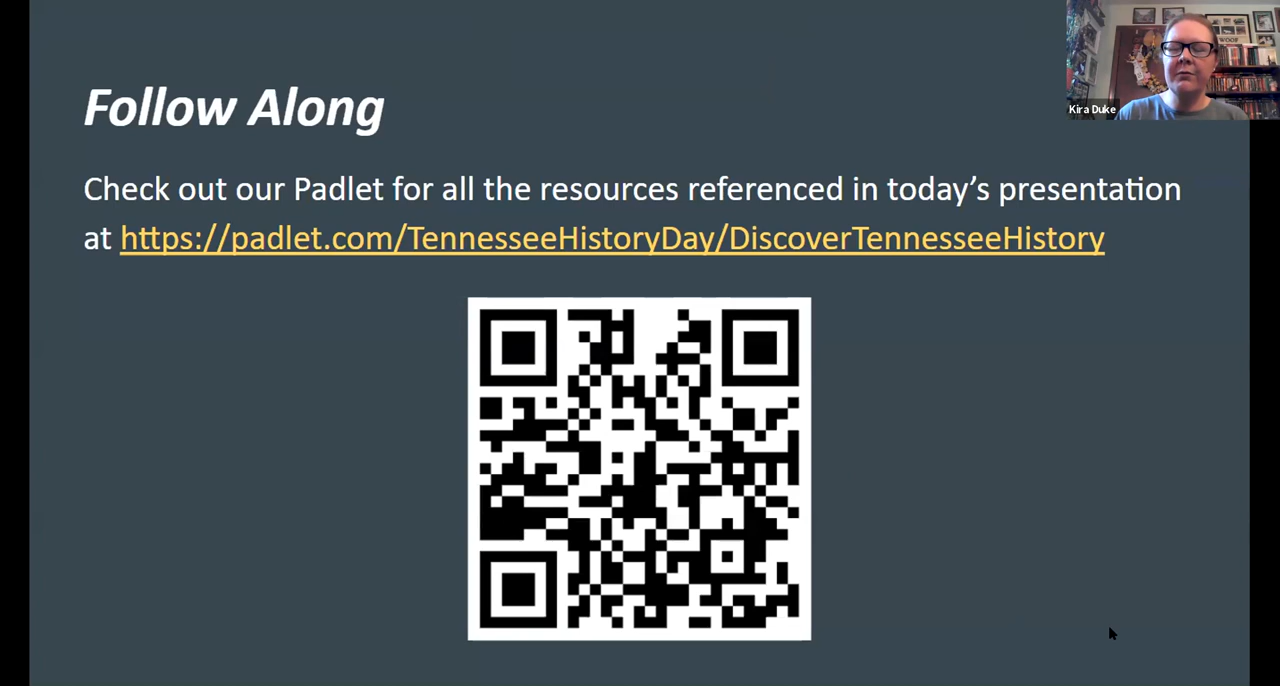 Follow Along
Kira Duke
WOOF
Check out our Padlet for all the resources referenced in today’s presentation
at https://padlet.com/TennesseeHistoryDay/DiscoverTennesseeHistory